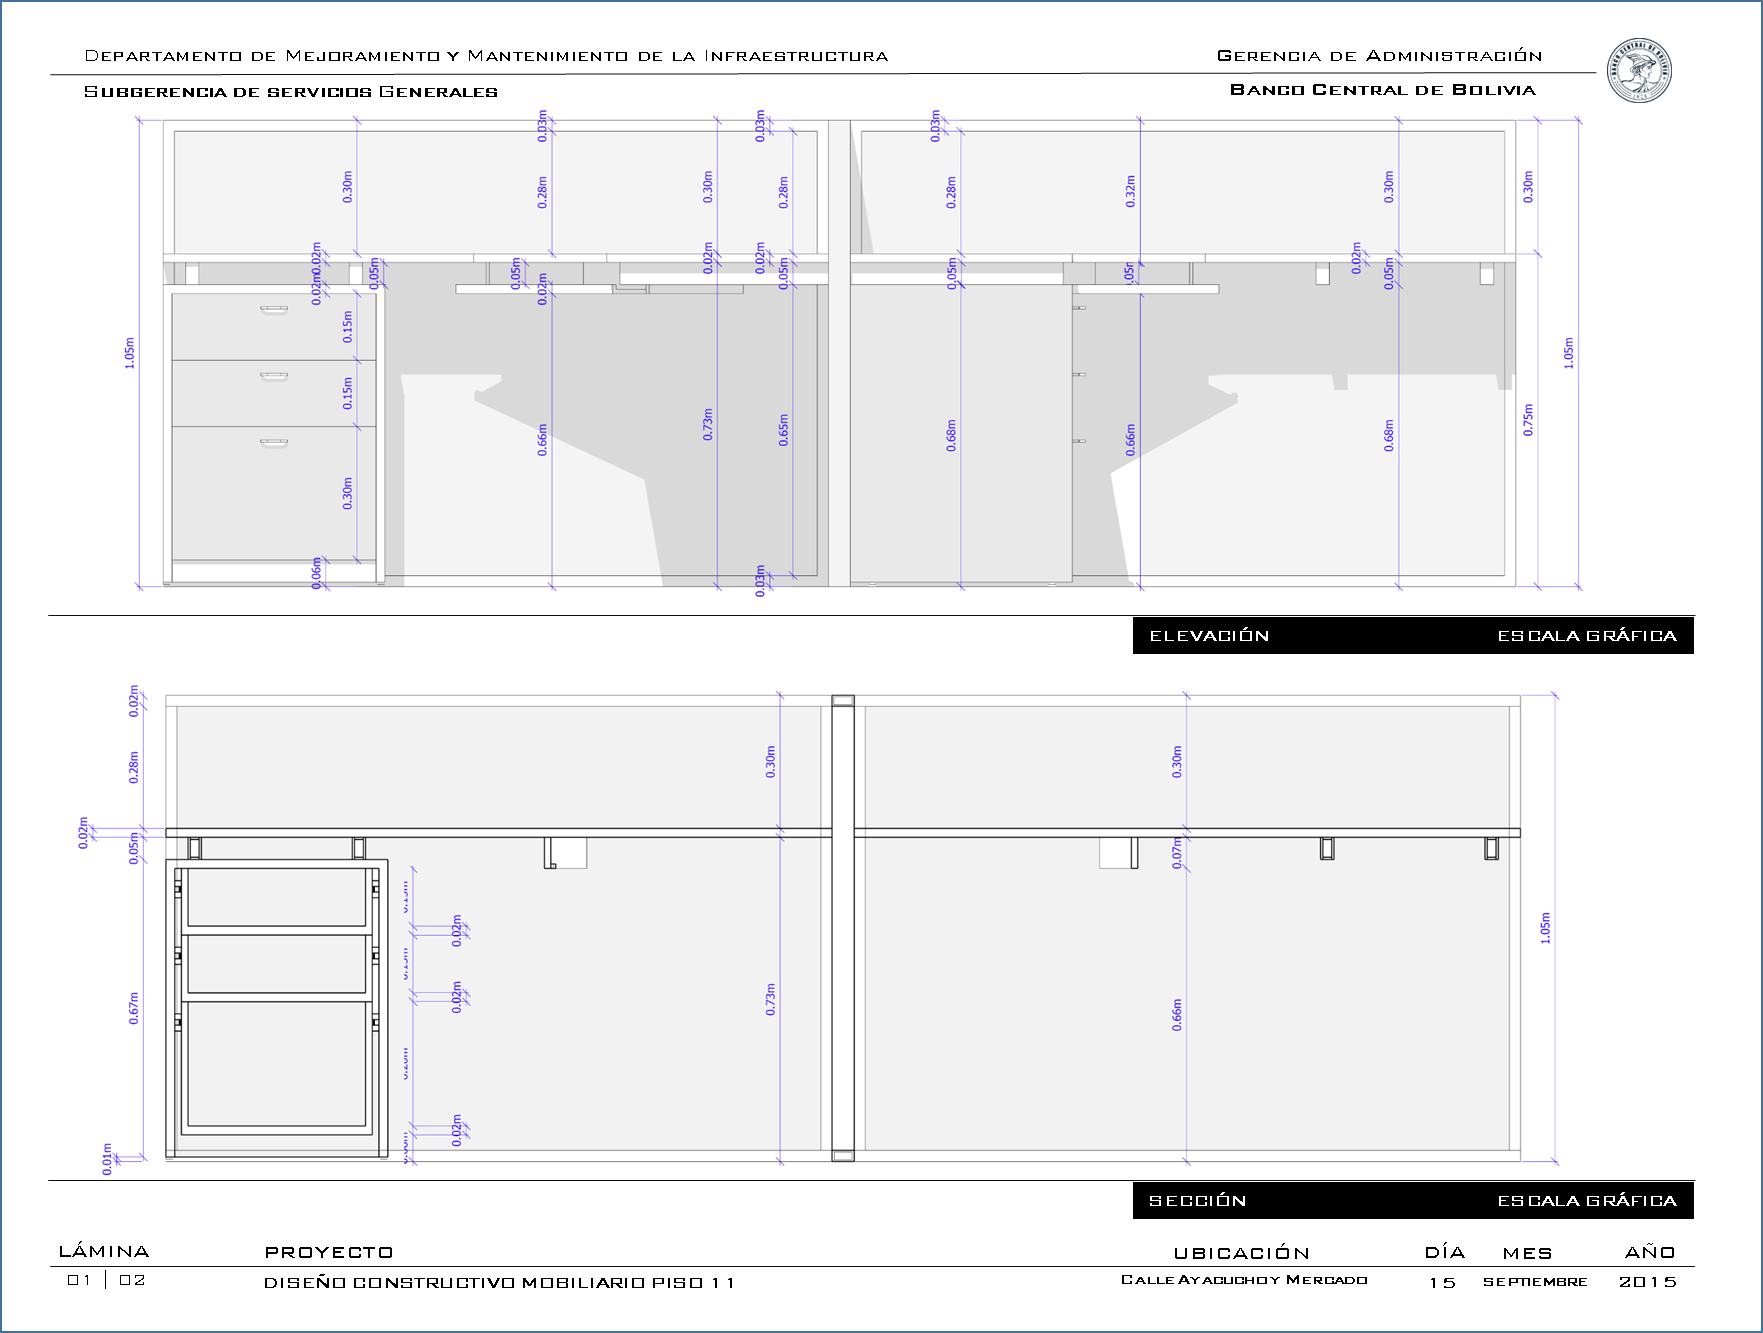 Departamento de Mejoramiento y Mantenimiento de la Infraestructura
Gerencia de Administración
Subgerencia de servicios Generales
Banco Central de Bolivia
BANCO CENTRAL DE BOLIVIA
1928
1.05m
0.30m
0.03m
0.28m
0.30m
0.03m
0.28m
0.03m
0.28m
0.32m
0.30m
0.30m
0.02m
0.02m
0.05m
0.05m
0.02m
0.02m
0.02m
0.05m
0.05m
0.05m
0.02m
0.05m
0.15m
0.15m
0.30m
0.06m
0.66m
0.73m
0.65m
0.03m
0.68m
0.66m
0.68m
0.75m
1.05m
ELEVACIÓN ESCALA GRÁFICA
0.02m
0.28m
0.02m
0.05m
0.67m
0.01m
0.30m
0.30m
0.07m
0.02m
0.02m
0.02m
0.73m
0.66m
1.05m
SECCIÓN ESCALA GRÁFICA
LÁMINA PROYECTO UBICACIÓN DÍA MES AÑO
01 | 02 DISEÑO CONSTRUCTIVO MOBILIARIO PISO 11 Calle Ayacucho y Mercado 15 SEPTIEMBRE 2015